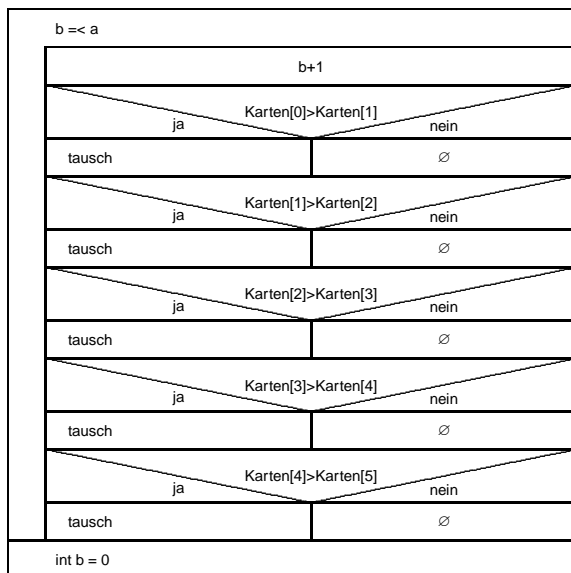 b =< a
b+1
Karten[0]>Karten[1]
ja nein
tausch ∅
Karten[1]>Karten[2]
ja nein
tausch ∅
Karten[2]>Karten[3]
ja nein
tausch ∅
Karten[3]>Karten[4]
ja nein
tausch ∅
Karten[4]>Karten[5]
ja nein
tausch ∅
int b = 0